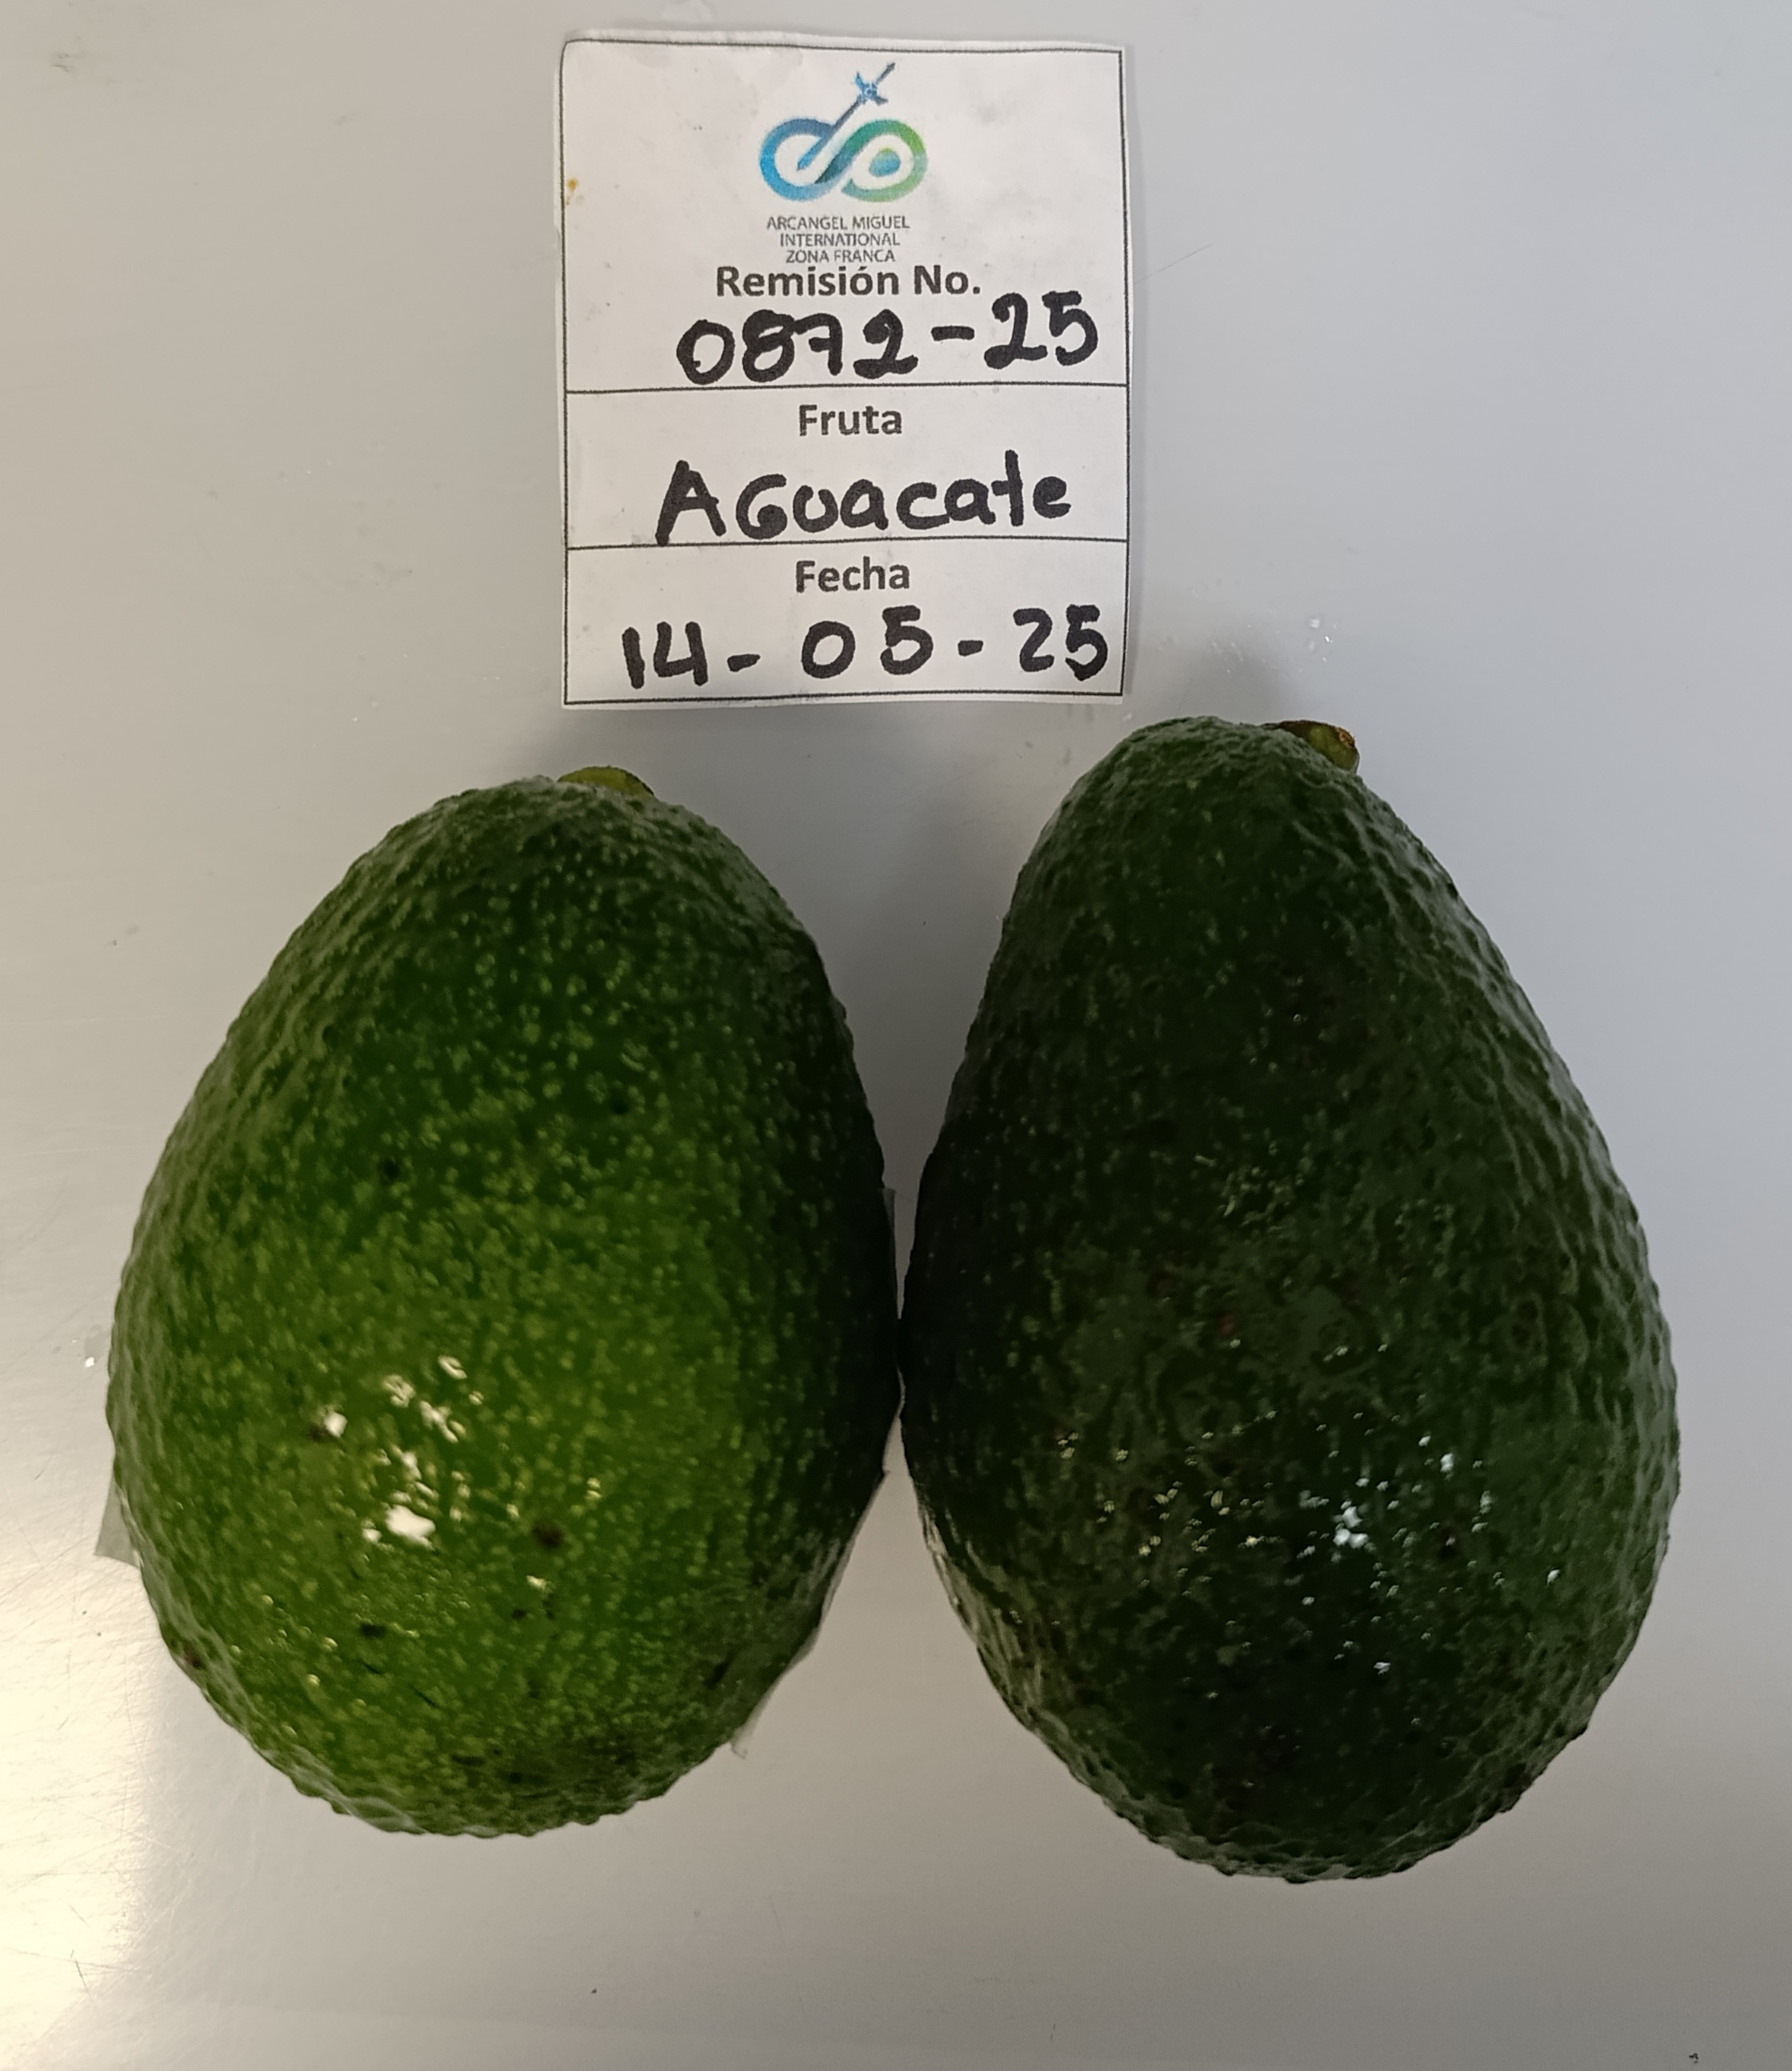 ARCANGEL MIGUEL
INTERNATIONAL
ZONA FRANCA
Remisión No.
0872-25
Fruta
AGuacate
Fecha
14-05-25